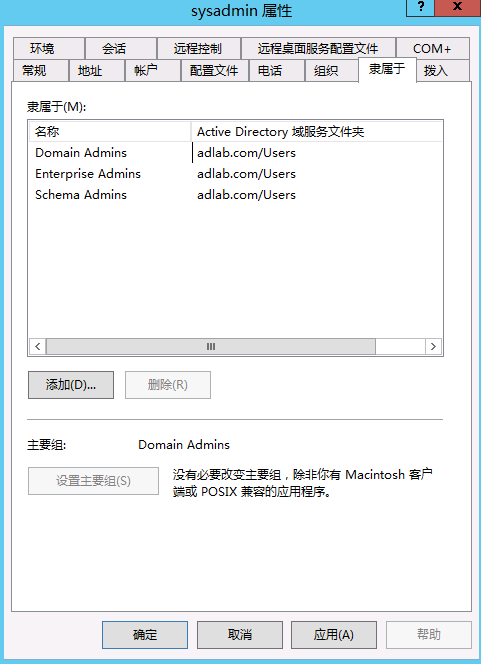 sysadmin 属性
?
x
环境
会话
远程控制
远程桌面服务配置文件
COM+
常规
地址
帐户
配置文件
电话
组织
隶属于
拨入
隶属于(M):
名称
Active Directory 域服务文件夹
Domain Admins
adlab.com/Users
Enterprise Admins
adlab.com/Users
Schema Admins
adlab.com/Users
添加(D)...
删除(R)
主要组:
Domain Admins
设置主要组(S)
没有必要改变主要组，除非你有 Macintosh 客户
端或 POSIX 兼容的应用程序。
确定
取消
应用(A)
帮助